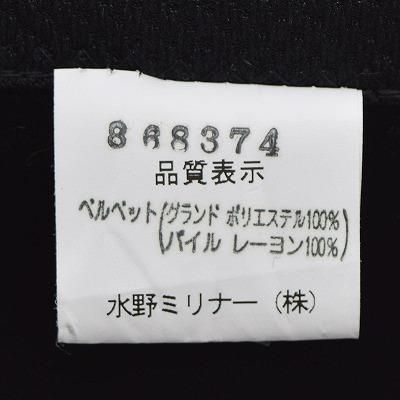 868374
品質表示
ベルベット(グランド ポリエステル100%
パイル レーヨン100%)
水野ミリナー(株)